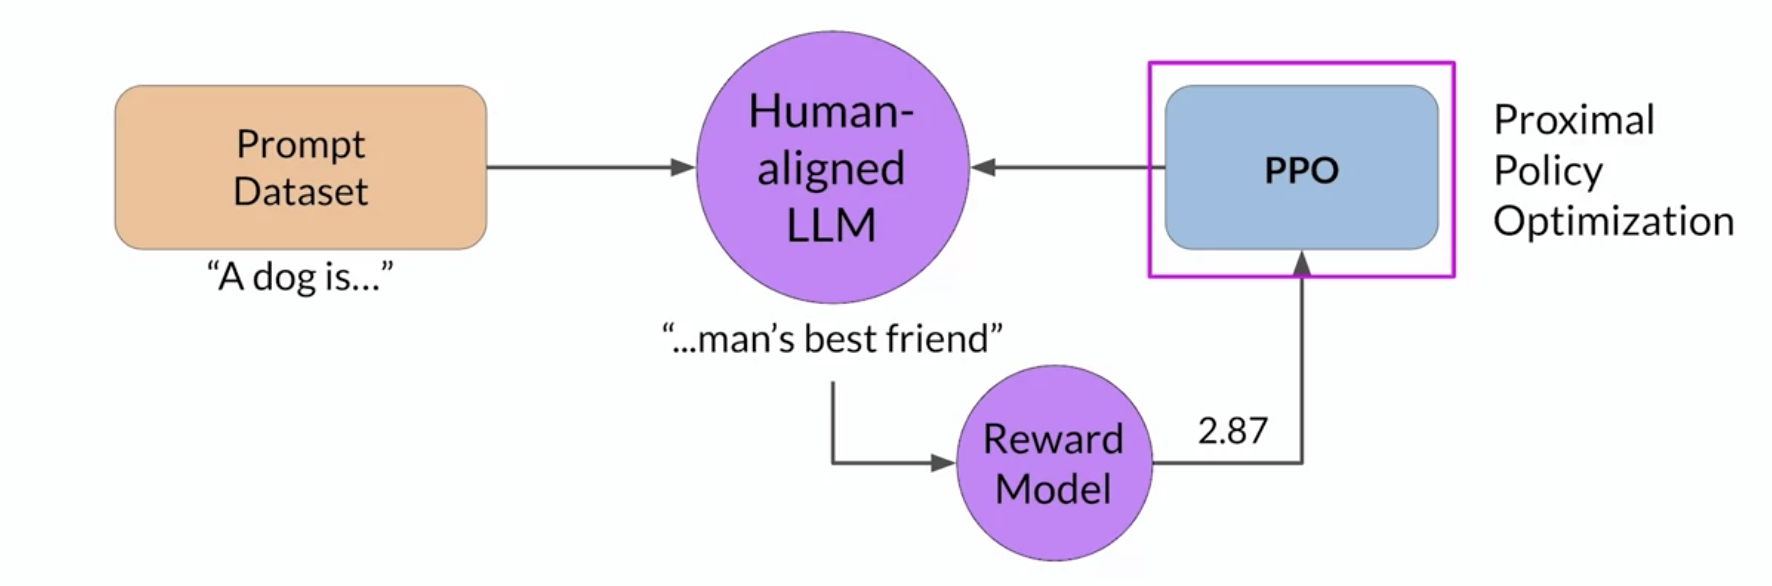 Prompt
Dataset
“A dog is...”
Human-
aligned
LLM
“...man’s best friend”
Reward
Model
2.87
PPO
Proximal
Policy
Optimization